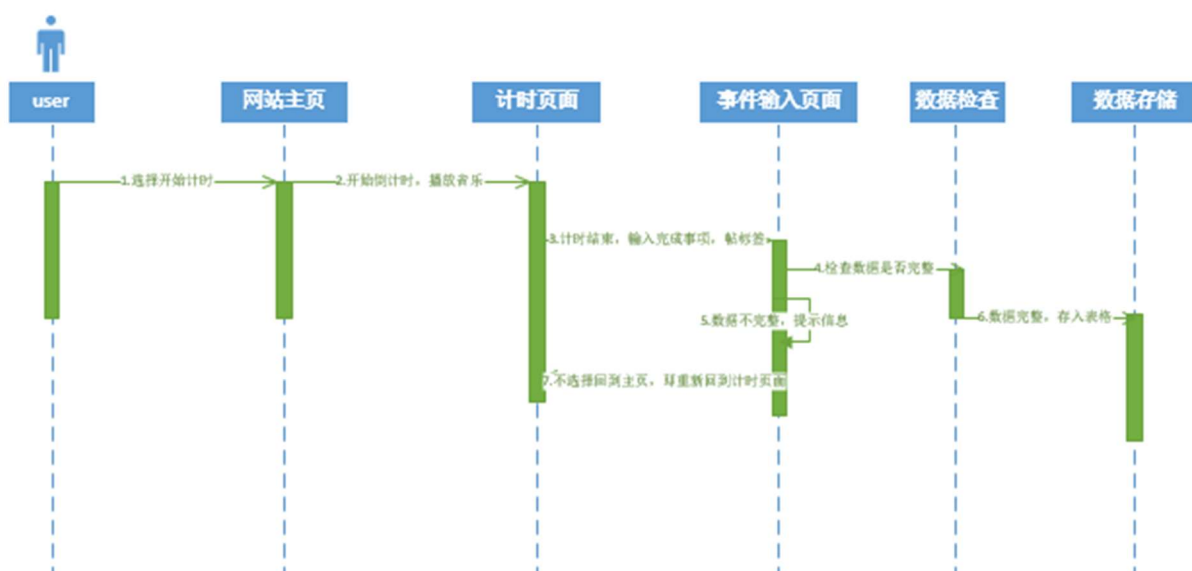 user
网站主页
计时页面
事件输入页面
数据检查
数据存储
1.选择开始计时
2.开始倒计时，播放音乐
3.计时结束，输入完成事项，帖标签
4.检查数据是否完整
5.数据不完整，提示信息
6.数据完整，存入表格
7.不选择回到主页，即重新回到计时页面